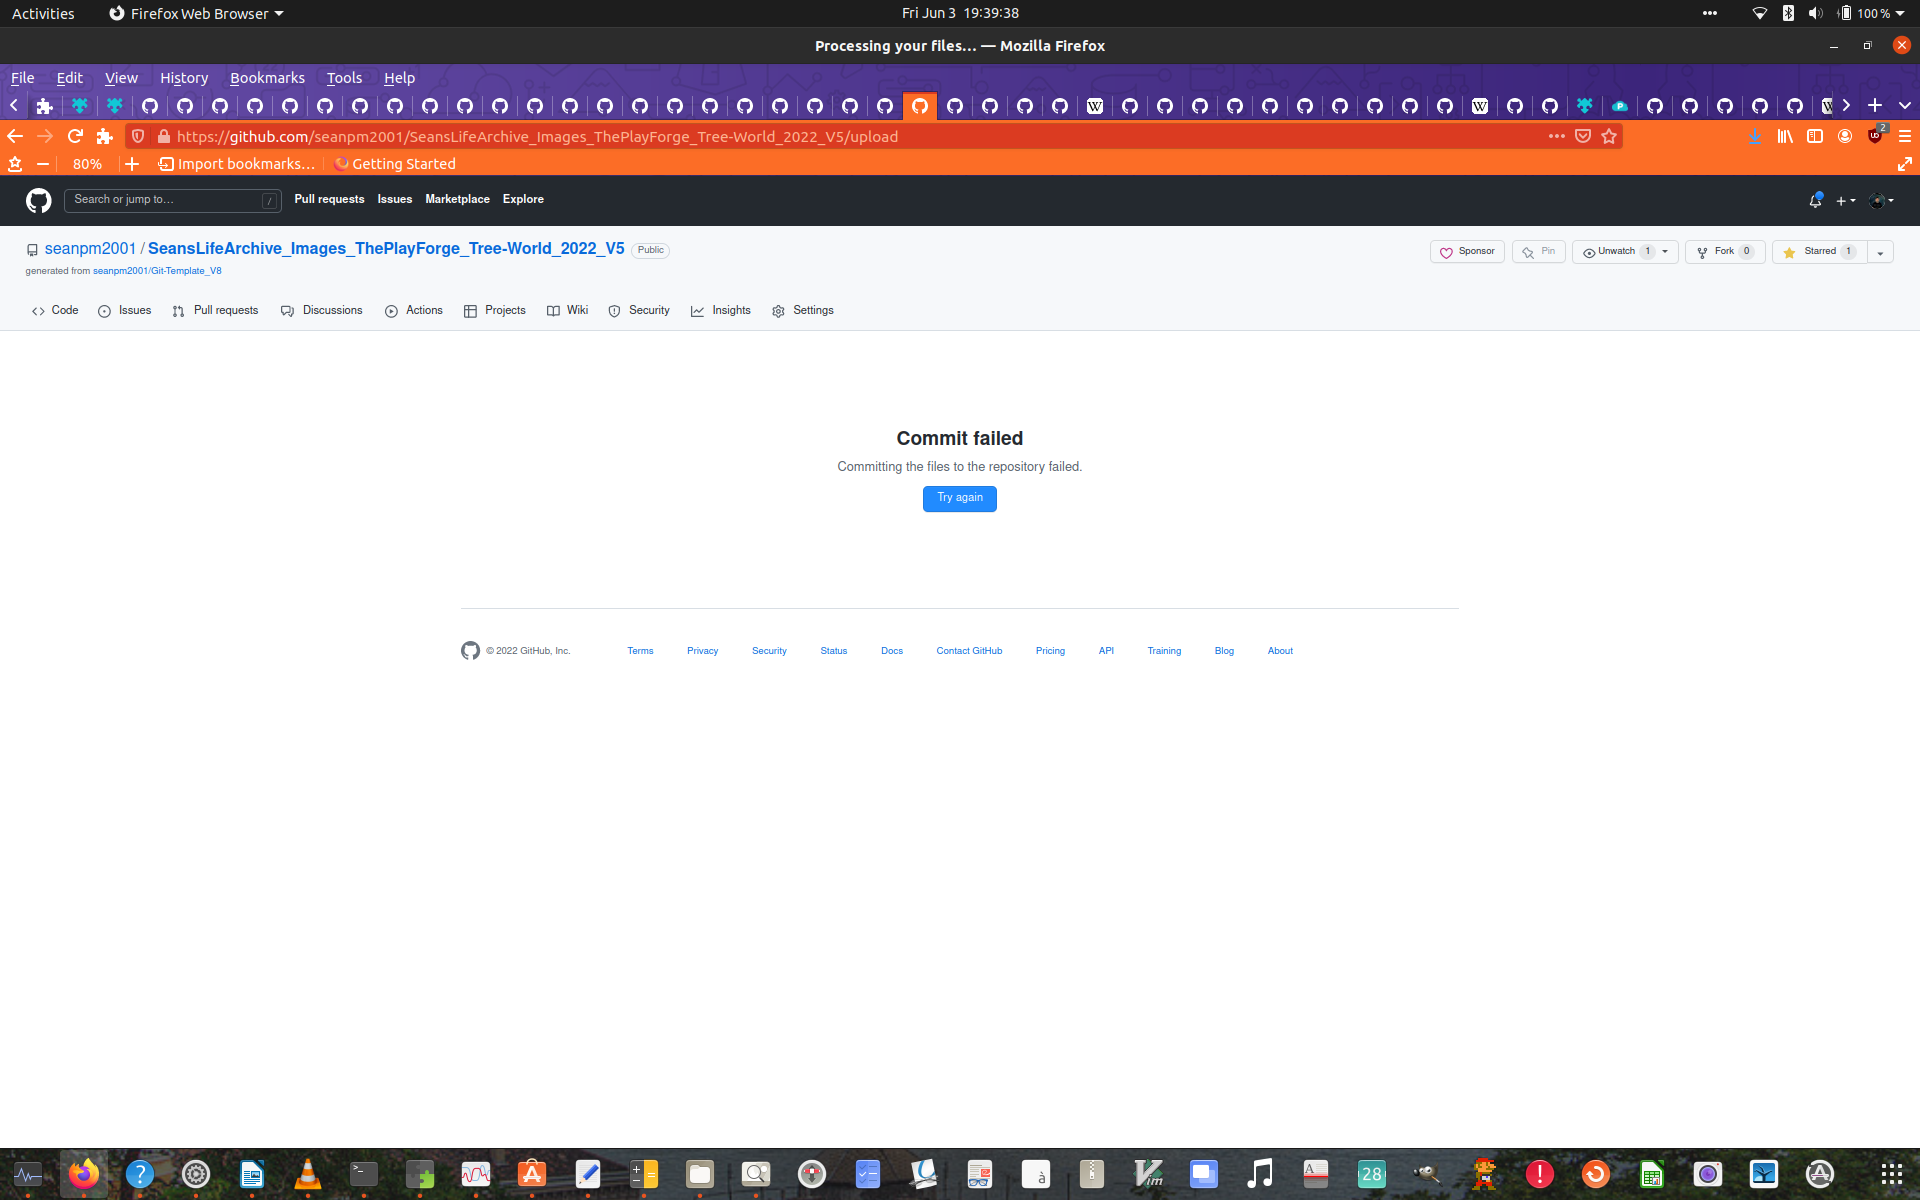 Activities
Firefox Web Browser
Fri Jun 3 19:39:38
100 %
Processing your files… — Mozilla Firefox
File Edit View History Bookmarks Tools Help
https://github.com/seanpm2001/SeansLifeArchive_Images_ThePlayForge_Tree-World_2022_V5/upload
2
80%
Import bookmarks…
Getting Started
Search or jump to…
/
Pull requests
Issues
Marketplace
Explore
seanpm2001 / SeansLifeArchive_Images_ThePlayForge_Tree-World_2022_V5
Public
Sponsor
Pin
Unwatch 1
Fork 0
Starred 1
generated from seanpm2001/Git-Template_V8
Code
Issues
Pull requests
Discussions
Actions
Projects
Wiki
Security
Insights
Settings
Commit failed
Committing the files to the repository failed.
Try again
© 2022 GitHub, Inc.
Terms
Privacy
Security
Status
Docs
Contact GitHub
Pricing
API
Training
Blog
About
28